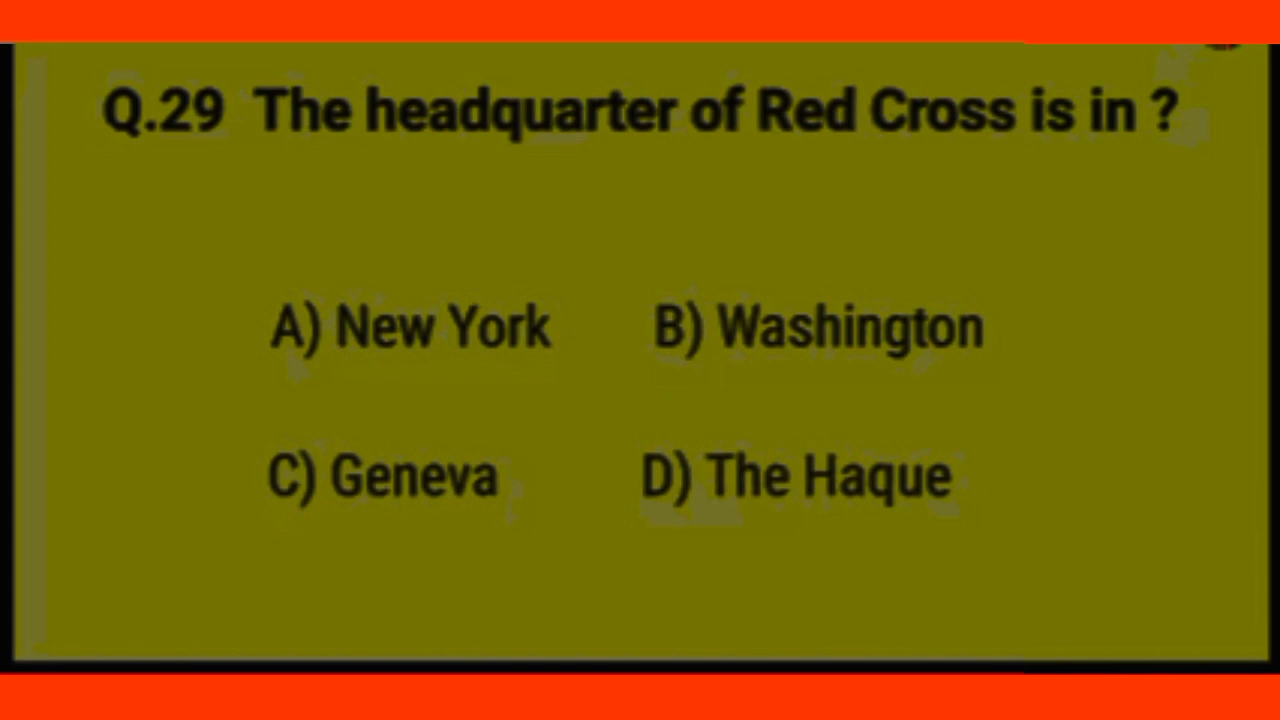 Q.29 The headquarter of Red Cross is in ?
A) New York B) Washington
C) Geneva D) The Haque